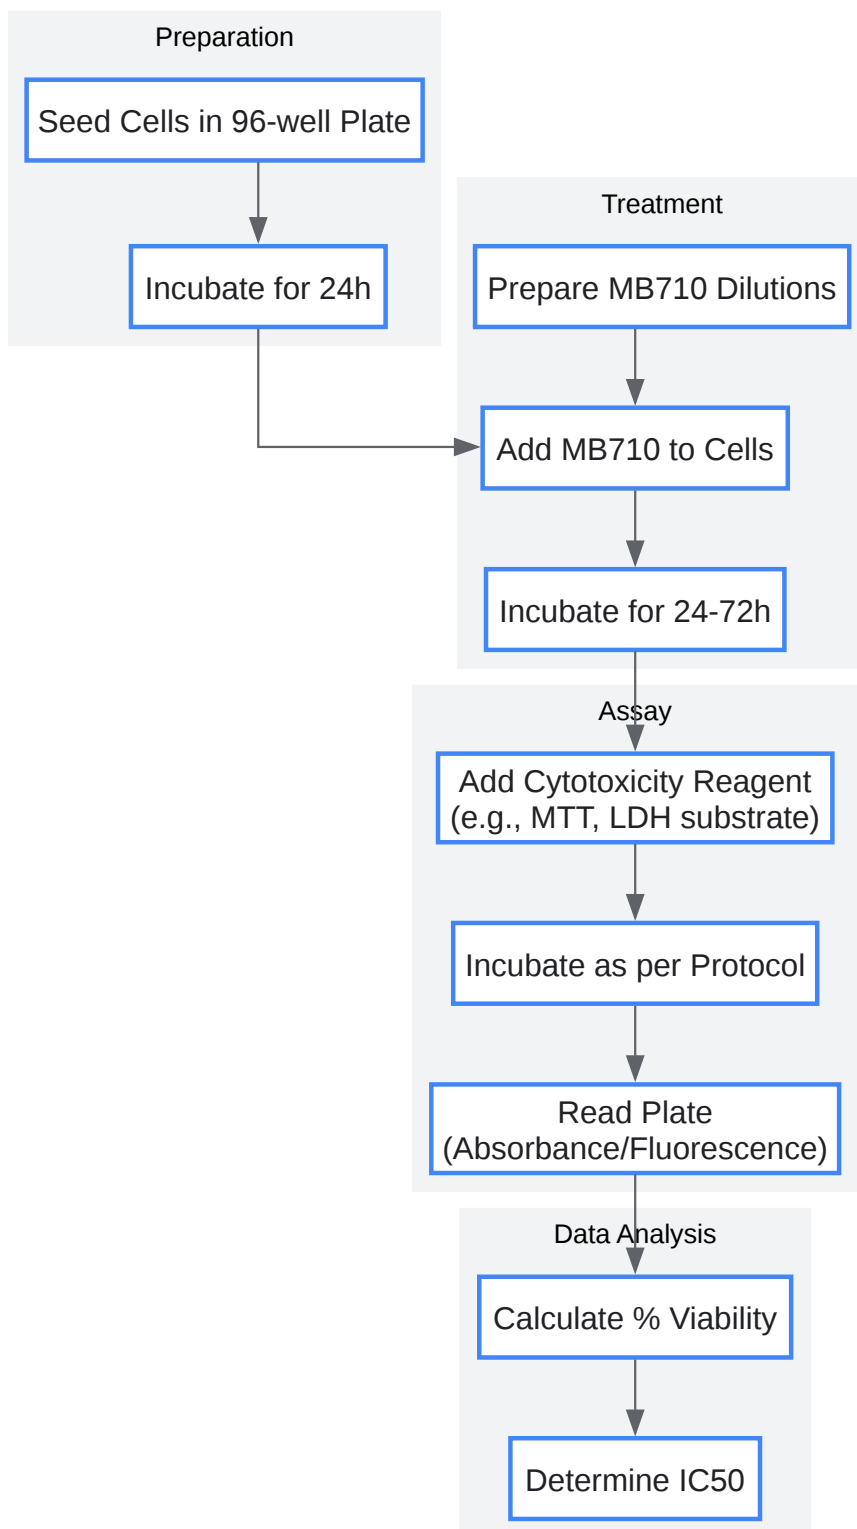 Preparation
Seed Cells in 96-well Plate
Incubate for 24h
Treatment
Prepare MB710 Dilutions
Add MB710 to Cells
Incubate for 24-72h
Assay
Add Cytotoxicity Reagent
(e.g., MTT, LDH substrate)
Incubate as per Protocol
Read Plate
(Absorbance/Fluorescence)
Data Analysis
Calculate % Viability
Determine IC50